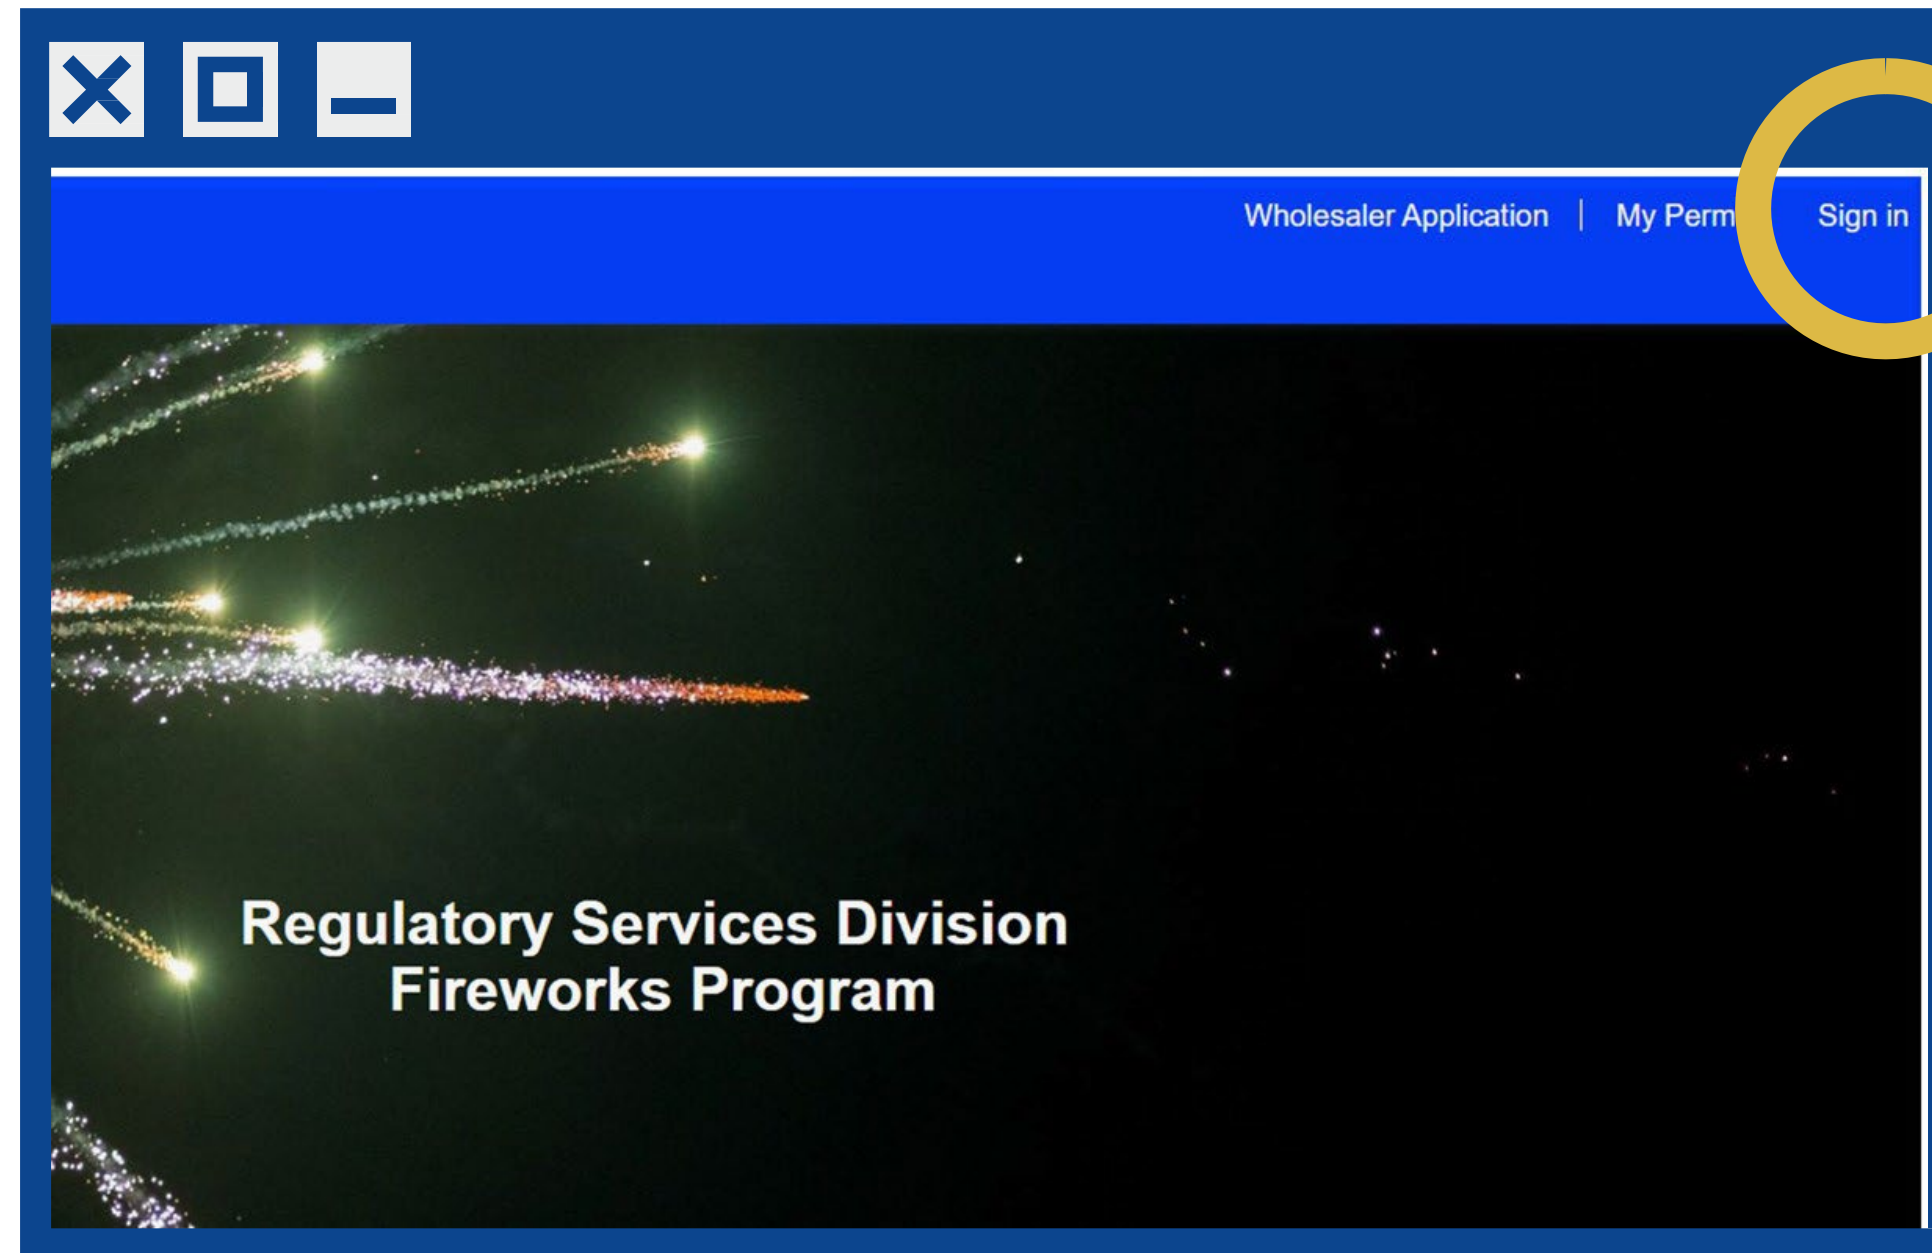 Wholesaler Application | My Perm Sign in
Regulatory Services Division
Fireworks Program